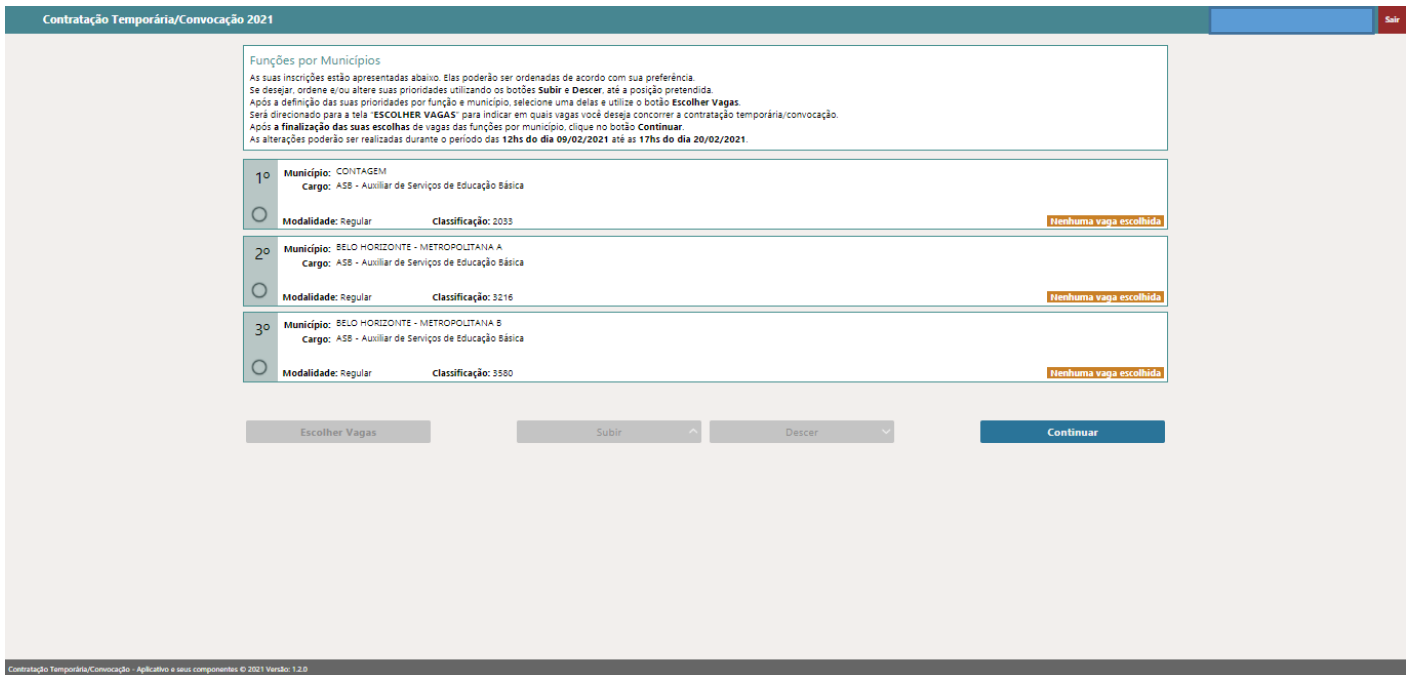 Contratação Temporária/Convocação 2021
Sair
Funções por Municípios
As suas inscrições estão apresentadas abaixo. Elas poderão ser ordenadas de acordo com sua preferência.
Se desejar, ordene e/ou altere suas prioridades utilizando os botões Subir e Descer, até a posição pretendida.
Após a definição das suas prioridades por função e município, selecione uma delas e utilize o botão Escolher Vagas.
Será direcionado para a tela "ESCOLHER VAGAS" para indicar em quais vagas você deseja concorrer a contratação temporária/convocação.
Após a finalização das suas escolhas de vagas das funções por município, clique no botão Continuar.
As alterações poderão ser realizadas durante o período das 12hs do dia 09/02/2021 até as 17hs do dia 20/02/2021.
1º
Município: CONTAGEM
Cargo: ASB - Auxiliar de Serviços de Educação Básica
Modalidade: Regular Classificação: 2033 Nenhuma vaga escolhida
2º
Município: BELO HORIZONTE - METROPOLITANA A
Cargo: ASB - Auxiliar de Serviços de Educação Básica
Modalidade: Regular Classificação: 3216 Nenhuma vaga escolhida
3º
Município: BELO HORIZONTE - METROPOLITANA B
Cargo: ASB - Auxiliar de Serviços de Educação Básica
Modalidade: Regular Classificação: 3580 Nenhuma vaga escolhida
Escolher Vagas Subir Descer Continuar
Contratação Temporária/Convocação - Aplicativo e seus componentes © 2021 Versão: 1.2.0